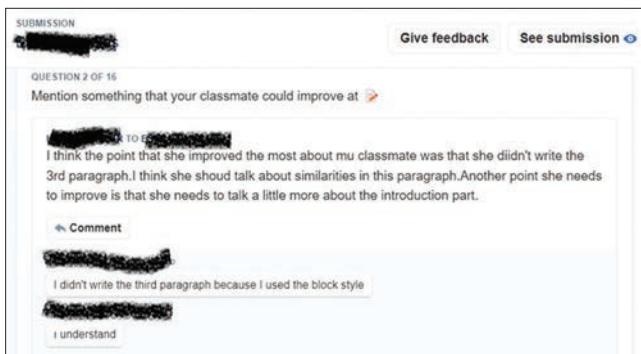 SUBMISSION
Give feedback See submission
QUESTION 2 OF 16
Mention something that your classmate could improve at
TO
I think the point that she improved the most about mu classmate was that she diidn't write the
3rd paragraph.I think she shoud talk about similarities in this paragraph.Another point she needs
to improve is that she needs to talk a little more about the introduction part.
Comment
I didn't write the third paragraph because I used the block style
I understand